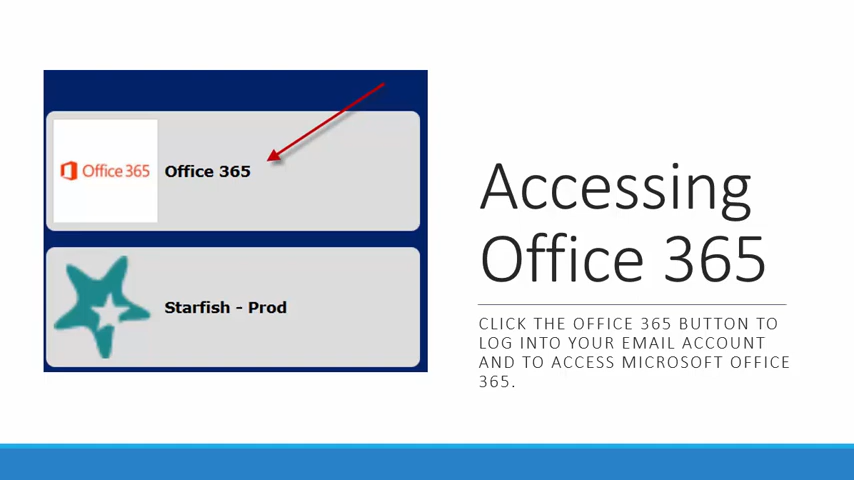 Office 365
Office 365
Starfish - Prod
Accessing
Office 365
CLICK THE OFFICE 365 BUTTON TO
LOG INTO YOUR EMAIL ACCOUNT
AND TO ACCESS MICROSOFT OFFICE
365.